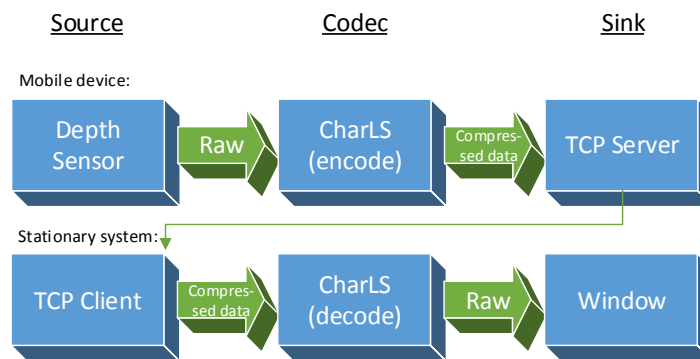 Source Codec Sink
Mobile device:
Depth
Sensor
Raw
CharLS
(encode)
Compres-
sed data
TCP Server
Stationary system:
TCP Client
Compres-
sed data
CharLS
(decode)
Raw
Window